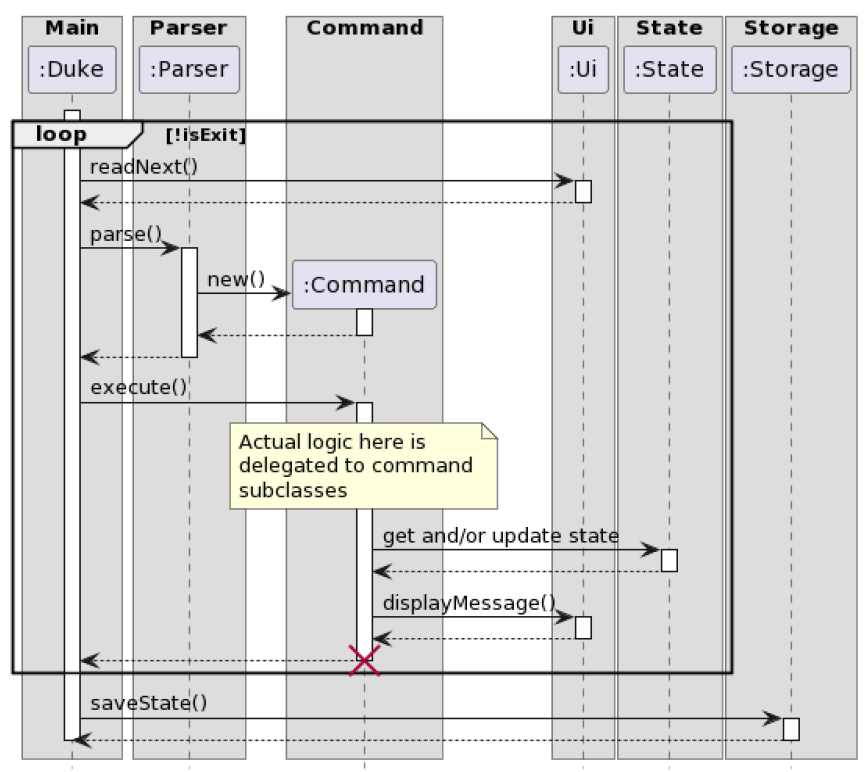 Main Parser Command Ui State Storage
:Duke :Parser :Ui :State :Storage
loop [!isExit]
readNext()
parse()
new() :Command
execute()
Actual logic here is
delegated to command
subclasses
get and/or update state
displayMessage()
saveState()